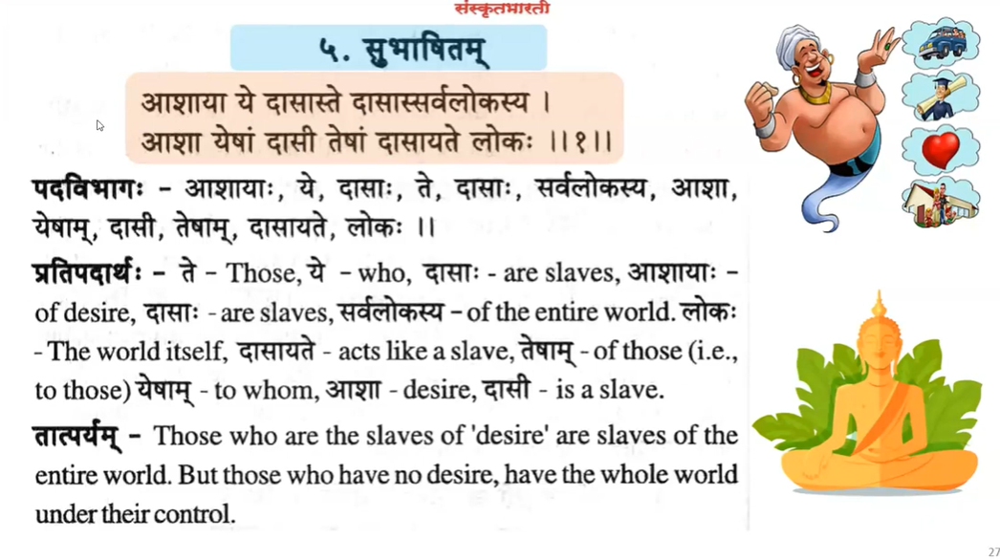 संस्कृतभारती
५. सुभाषितम्
आशाया ये दासास्ते दासास्सर्वलोकस्य ।
आशा येषां दासी तेषां दासायते लोकः ।।१।।
पदविभागः – आशायाः, ये, दासाः, ते, दासाः, सर्वलोकस्य, आशा,
येषाम्, दासी, तेषाम्, दासायते, लोकः ।।
प्रतिपदार्थः – ते – Those, ये – who, दासाः - are slaves, आशायाः –
of desire, दासाः - are slaves, सर्वलोकस्य – of the entire world. लोकः
- The world itself, दासायते - acts like a slave, तेषाम् - of those (i.e.,
to those) येषाम् - to whom, आशा - desire, दासी - is a slave.
तात्पर्यम् – Those who are the slaves of 'desire' are slaves of the
entire world. But those who have no desire, have the whole world
under their control.
27